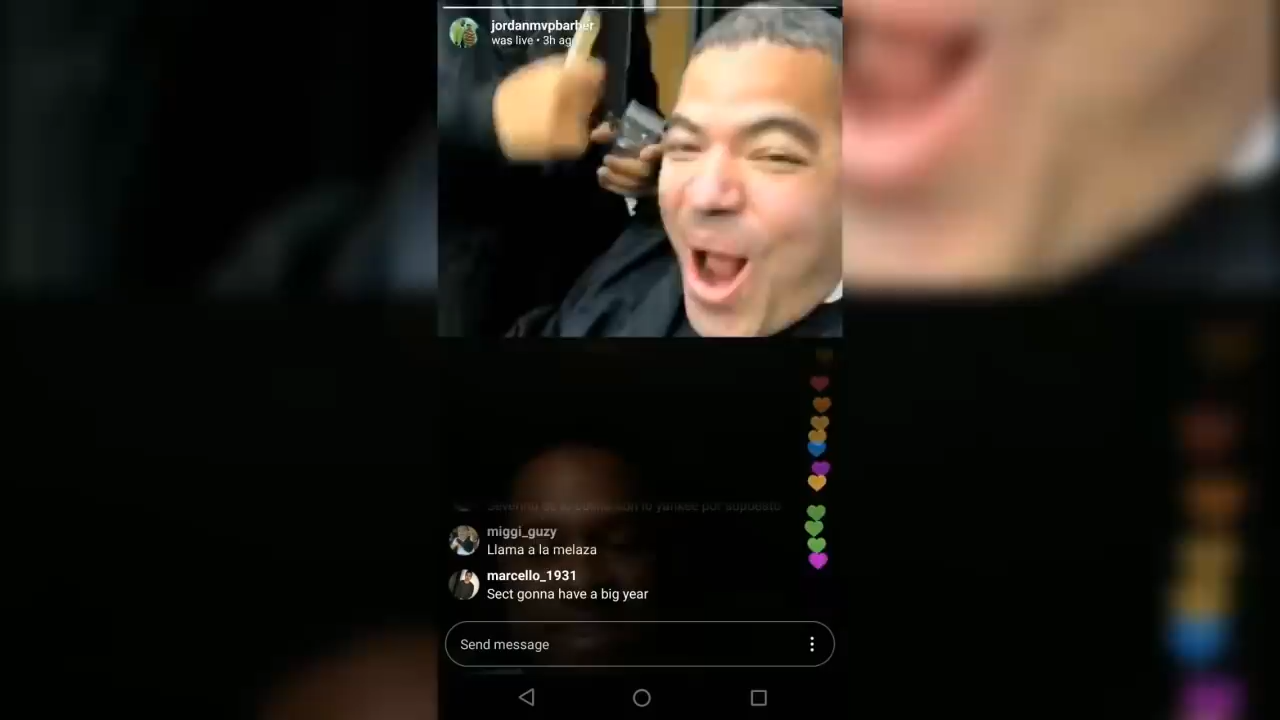 jordanmvpbarber
was live • 3h ago
miggi_guzy
Llama a la melaza
marcello_1931
Sect gonna have a big year
Send message